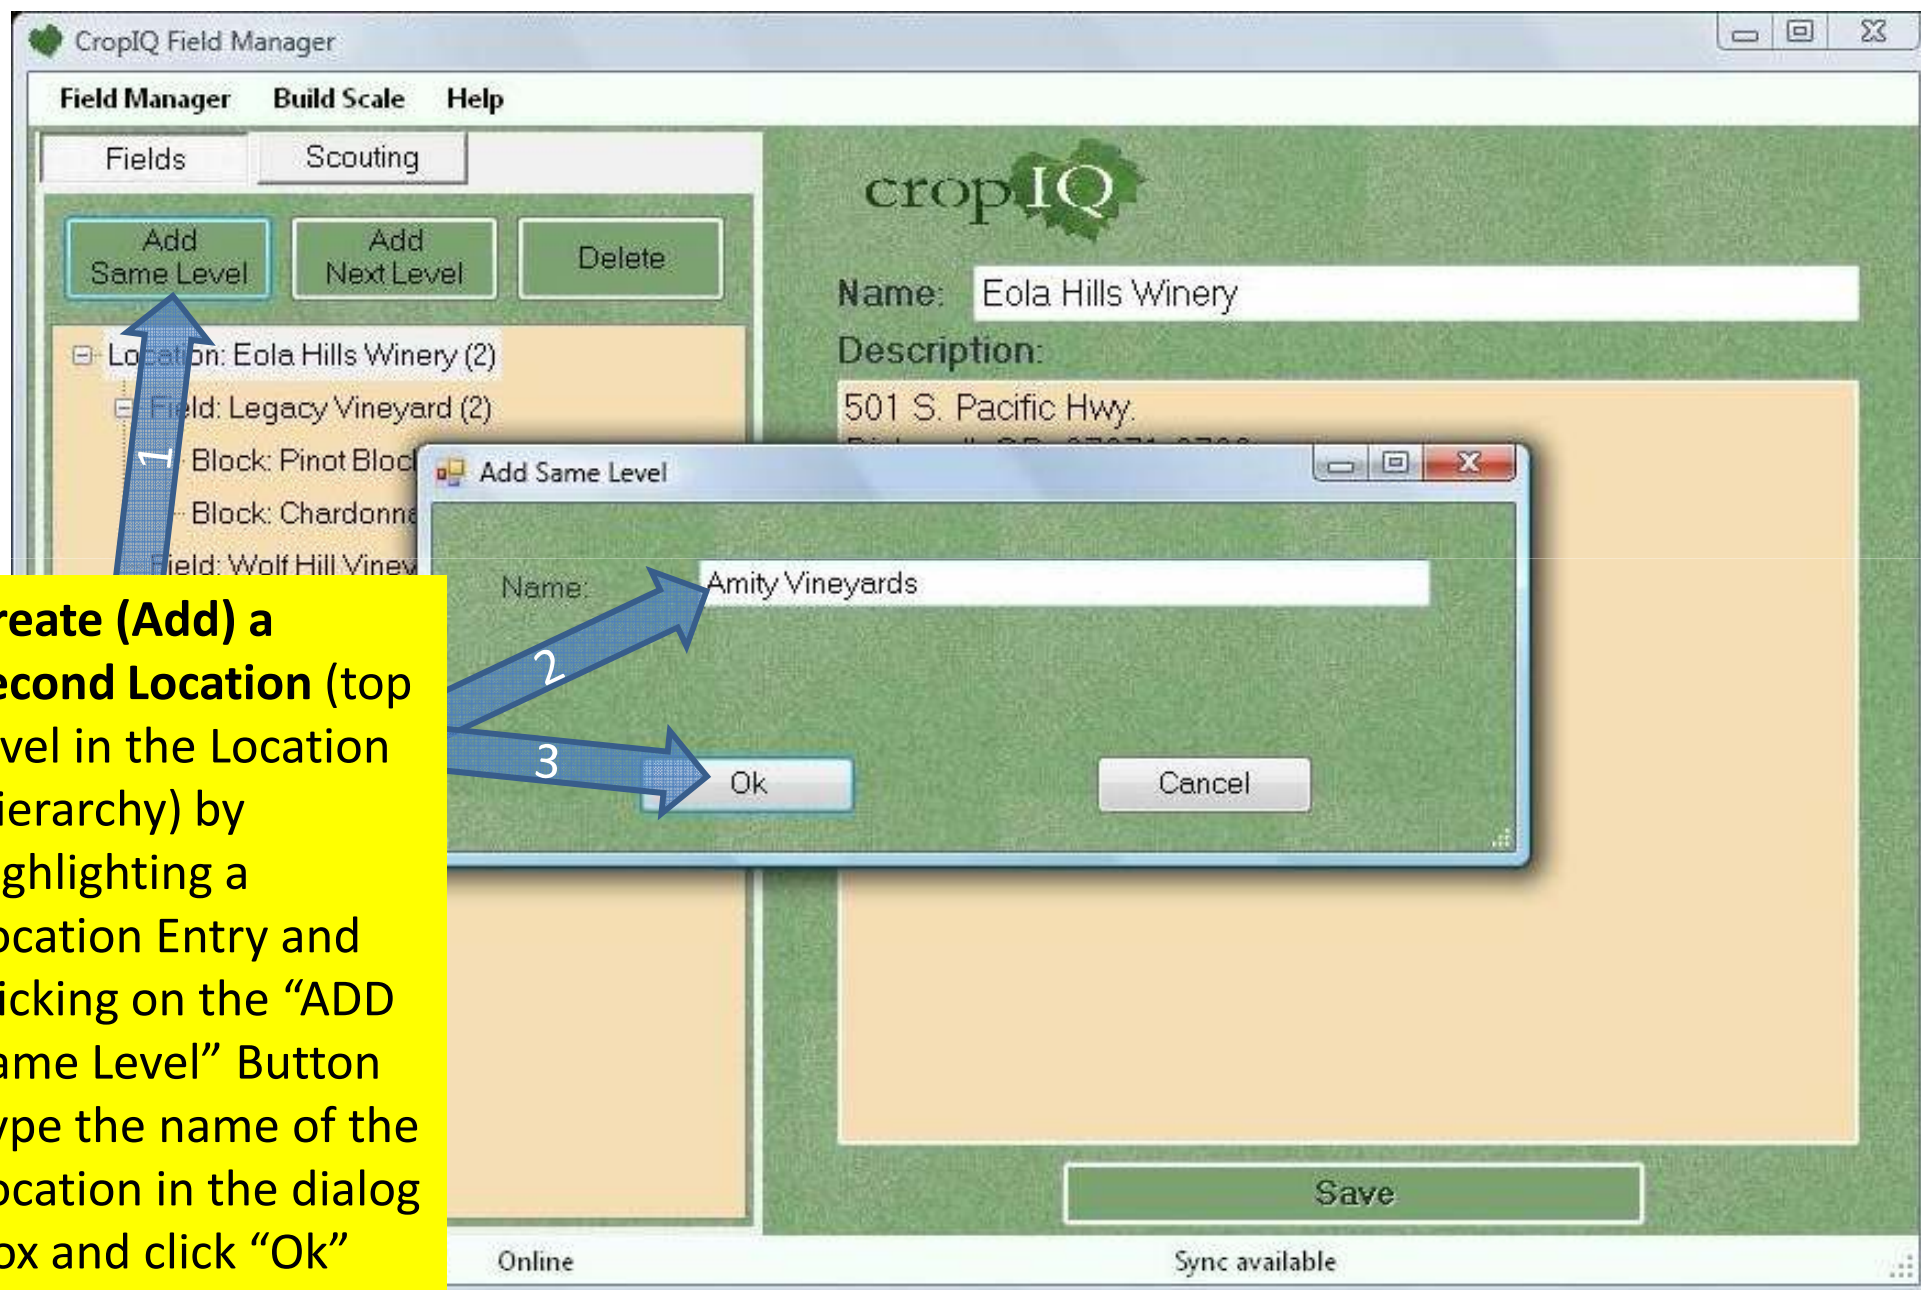 CropIQ Field Manager
Field Manager Build Scale Help
Fields Scouting
cropIQ
Add Same Level
Add Next Level
Delete
Name: Eola Hills Winery
Description:
501 S. Pacific Hwy.
Location: Eola Hills Winery (2)
Field: Legacy Vineyard (2)
Block: Pinot Bloc
Block: Chardonna
Field: Wolf Hill Viney
1
Add Same Level
Name: Amity Vineyards
2
3
Ok Cancel
reate (Add) a
econd Location (top
vel in the Location
ierarchy) by
ghlighting a
ocation Entry and
icking on the “ADD
ame Level” Button
ype the name of the
ocation in the dialog
ox and click “Ok”
Save
Online Sync available